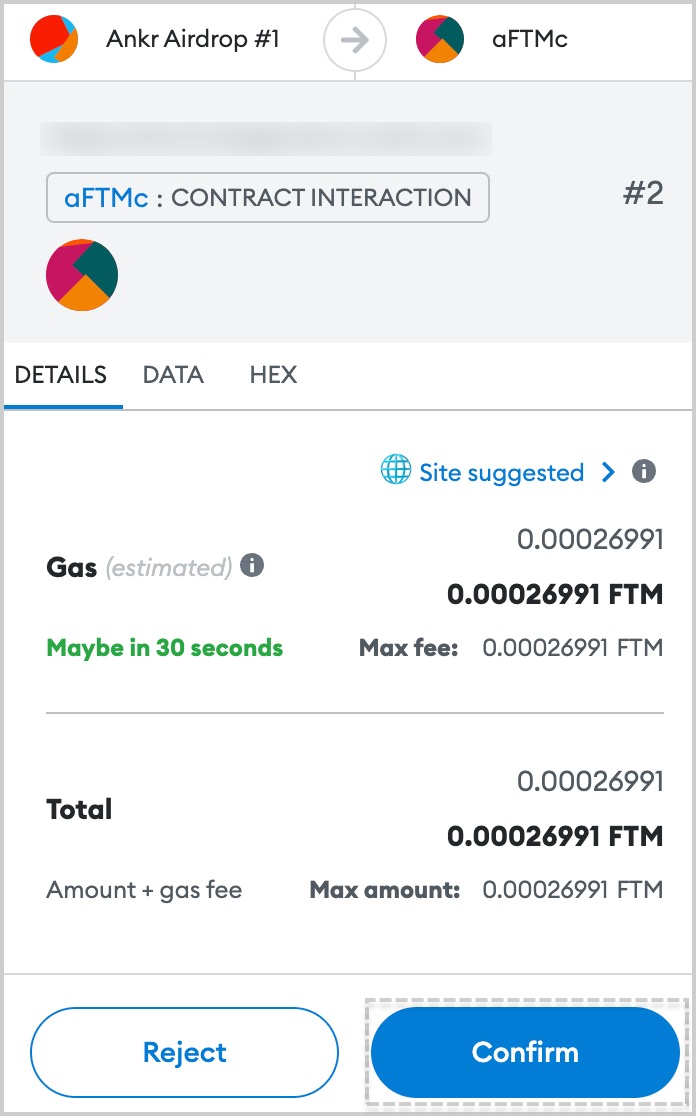 Ankr Airdrop #1
aFTMc
aFTMc : CONTRACT INTERACTION
#2
DETAILS DATA HEX
Site suggested
0.00026991
Gas (estimated)
0.00026991 FTM
Maybe in 30 seconds Max fee: 0.00026991 FTM
0.00026991
Total
0.00026991 FTM
Amount + gas fee Max amount: 0.00026991 FTM
Reject Confirm